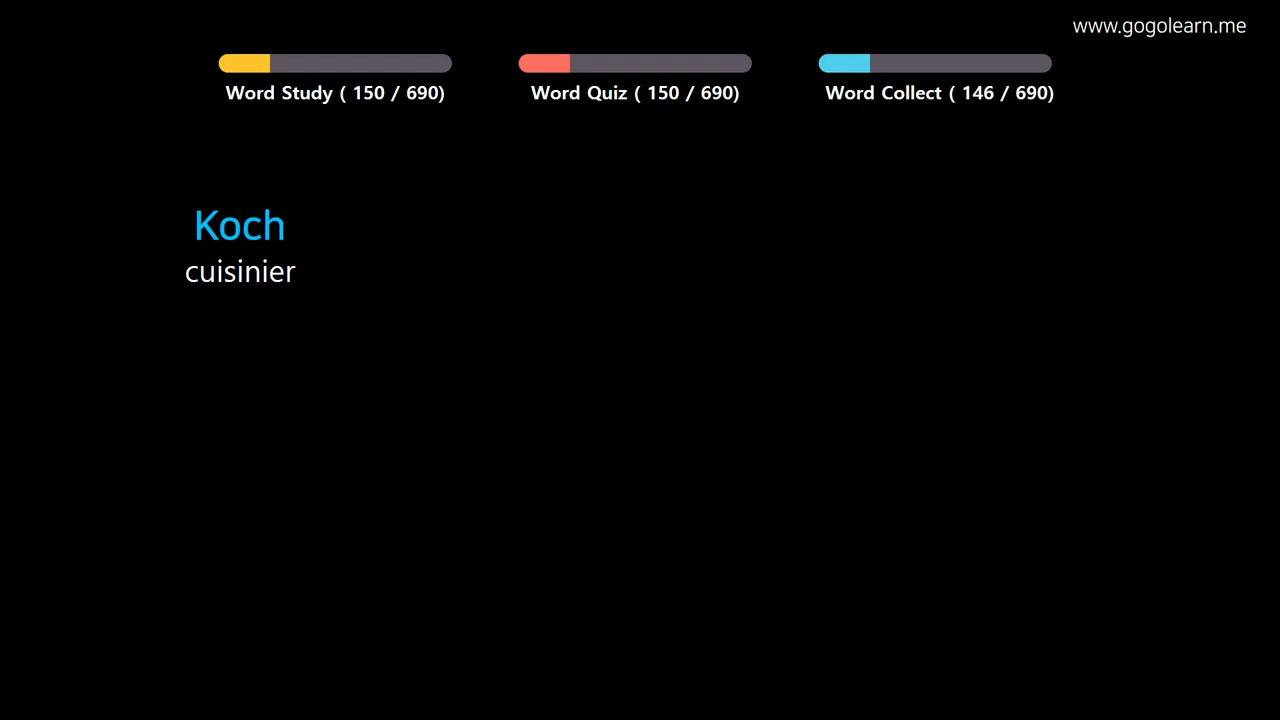 www.gogolearn.me
Word Study ( 150 / 690)
Word Quiz ( 150 / 690)
Word Collect ( 146 / 690)
Koch
cuisinier